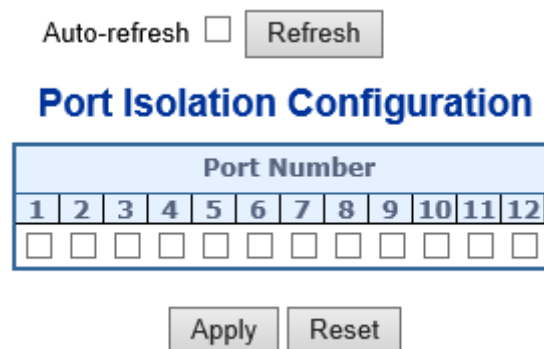 Auto-refresh Refresh
Port Isolation Configuration
Port Number
1 2 3 4 5 6 7 8 9 10 11 12
Apply Reset